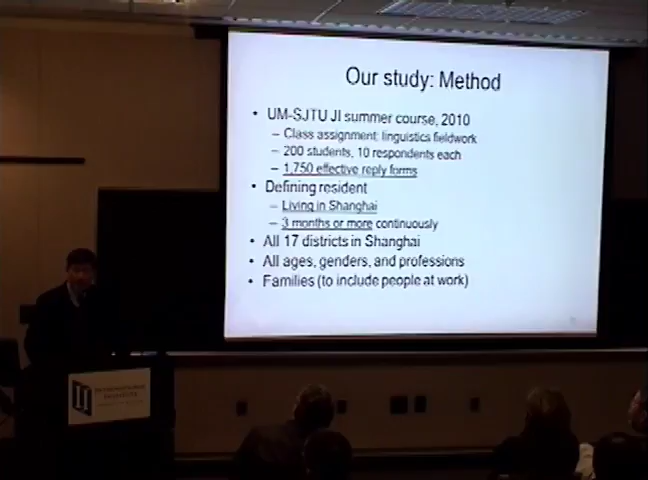 Our study: Method
• UM-SJTU JI summer course, 2010
– Class assignment: linguistics fieldwork
– 200 students, 10 respondents each
– 1,750 effective reply forms
• Defining resident
– Living in Shanghai
– 3 months or more continuously
• All 17 districts in Shanghai
• All ages, genders, and professions
• Families (to include people at work)